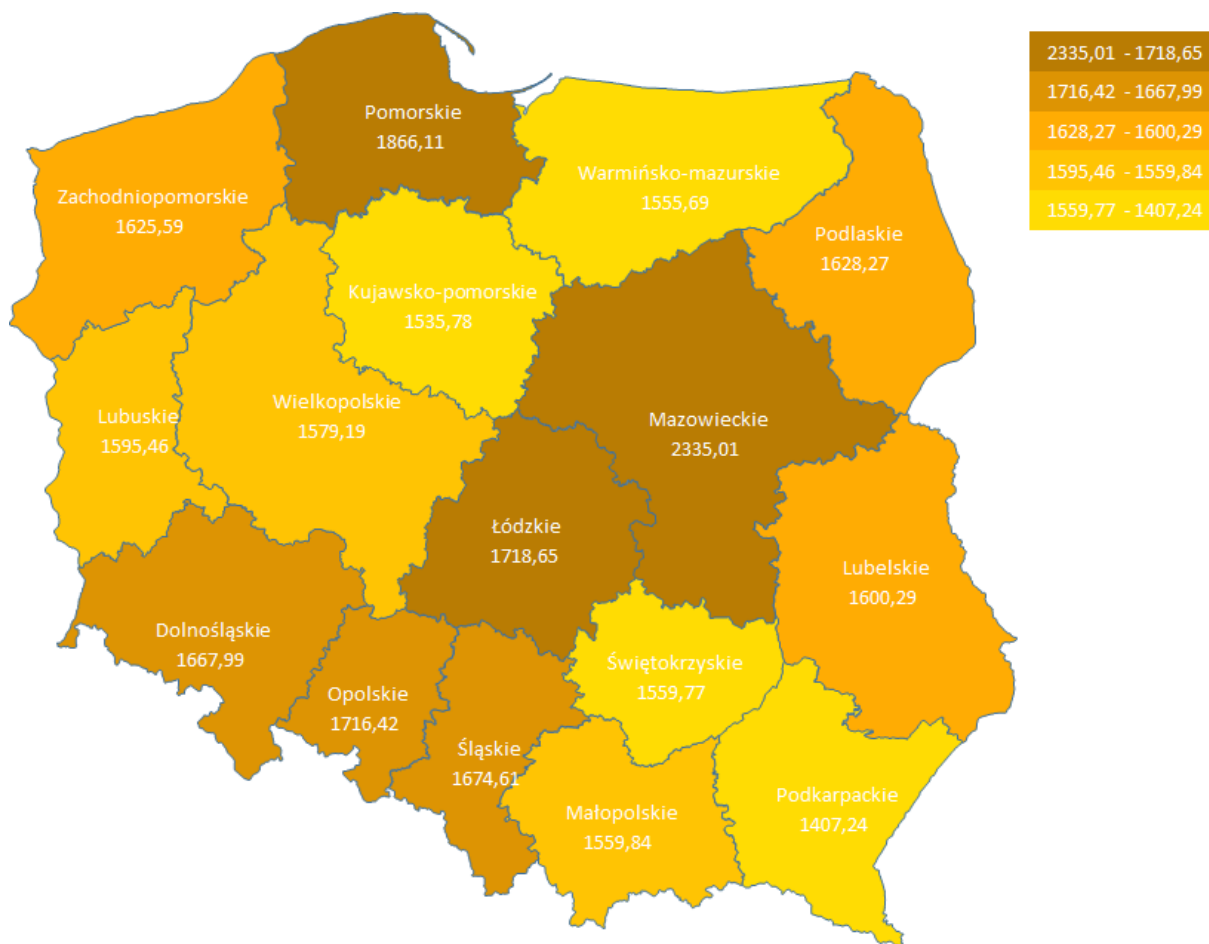 2335,01 - 1718,65
1716,42 - 1667,99
1628,27 - 1600,29
1595,46 - 1559,84
1559,77 - 1407,24
Pomorskie
1866,11
Warmińsko-mazurskie
1555,69
Zachodniopomorskie
1625,59
Podlaskie
1628,27
Kujawsko-pomorskie
1535,78
Lubuskie
1595,46
Wielkopolskie
1579,19
Mazowieckie
2335,01
Łódzkie
1718,65
Lubelskie
1600,29
Dolnośląskie
1667,99
Opolskie
1716,42
Świętokrzyskie
1559,77
Śląskie
1674,61
Małopolskie
1559,84
Podkarpackie
1407,24